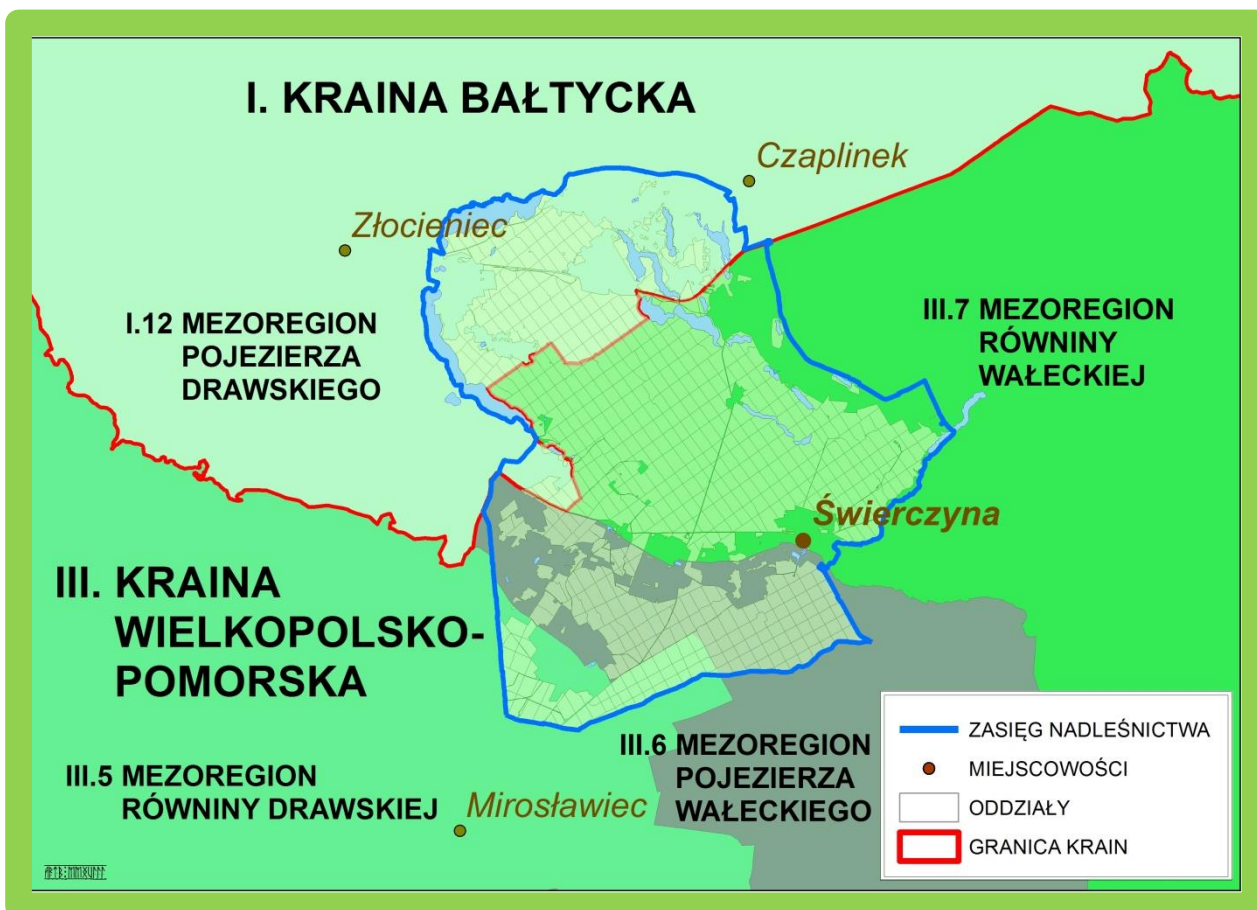 I. KRAINA BAŁTYCKA
Czaplinek
Złocieniec
I.12 MEZOREGION
POJEZIERZA
DRAWSKIEGO
III.7 MEZOREGION
RÓWNINY
WAŁECKIEJ
Świerczyna
III. KRAINA
WIELKOPOLSKO-
POMORSKA
III.5 MEZOREGION
RÓWNINY DRAWSKIEJ
Mirosławiec
III.6 MEZOREGION
POJEZIERZA
WAŁECKIEGO
ZASIĘG NADLEŚNICTWA
MIEJSCOWOŚCI
ODDZIAŁY
GRANICA KRAIN